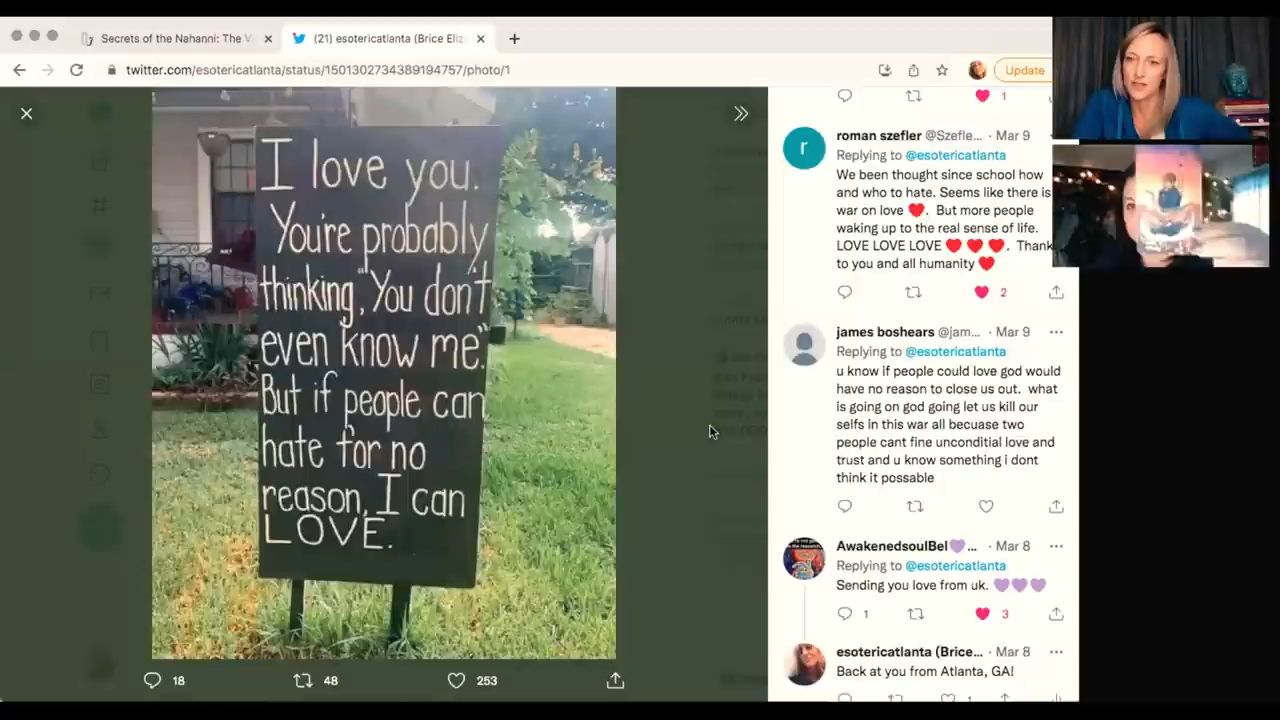 Secrets of the Nahanni: The Va
(21) esotericatlanta (Brice Eliz
twitter.com/esotericatlanta/status/1501302734389194757/photo/1
Update
I love you.
You're probably
thinking, "You don't
even know me."
But if people can
hate for no
reason, I can
LOVE.
18
48
253
1
roman szefler @Szefle... · Mar 9
Replying to @esotericatlanta
We been thought since school how
and who to hate. Seems like there is
war on love ❤️. But more people
waking up to the real sense of life.
LOVE LOVE LOVE ❤️ ❤️ ❤️. Thank
to you and all humanity ❤️
2
james boshears @jam... · Mar 9
Replying to @esotericatlanta
u know if people could love god would
have no reason to close us out. what
is going on god going let us kill our
selfs in this war all becuase two
people cant fine unconditial love and
trust and u know something i dont
think it possable
AwakenedsoulBel💜 ... · Mar 8
Replying to @esotericatlanta
Sending you love from uk. 💜💜💜
1
3
esotericatlanta (Brice... · Mar 8
Back at you from Atlanta, GA!